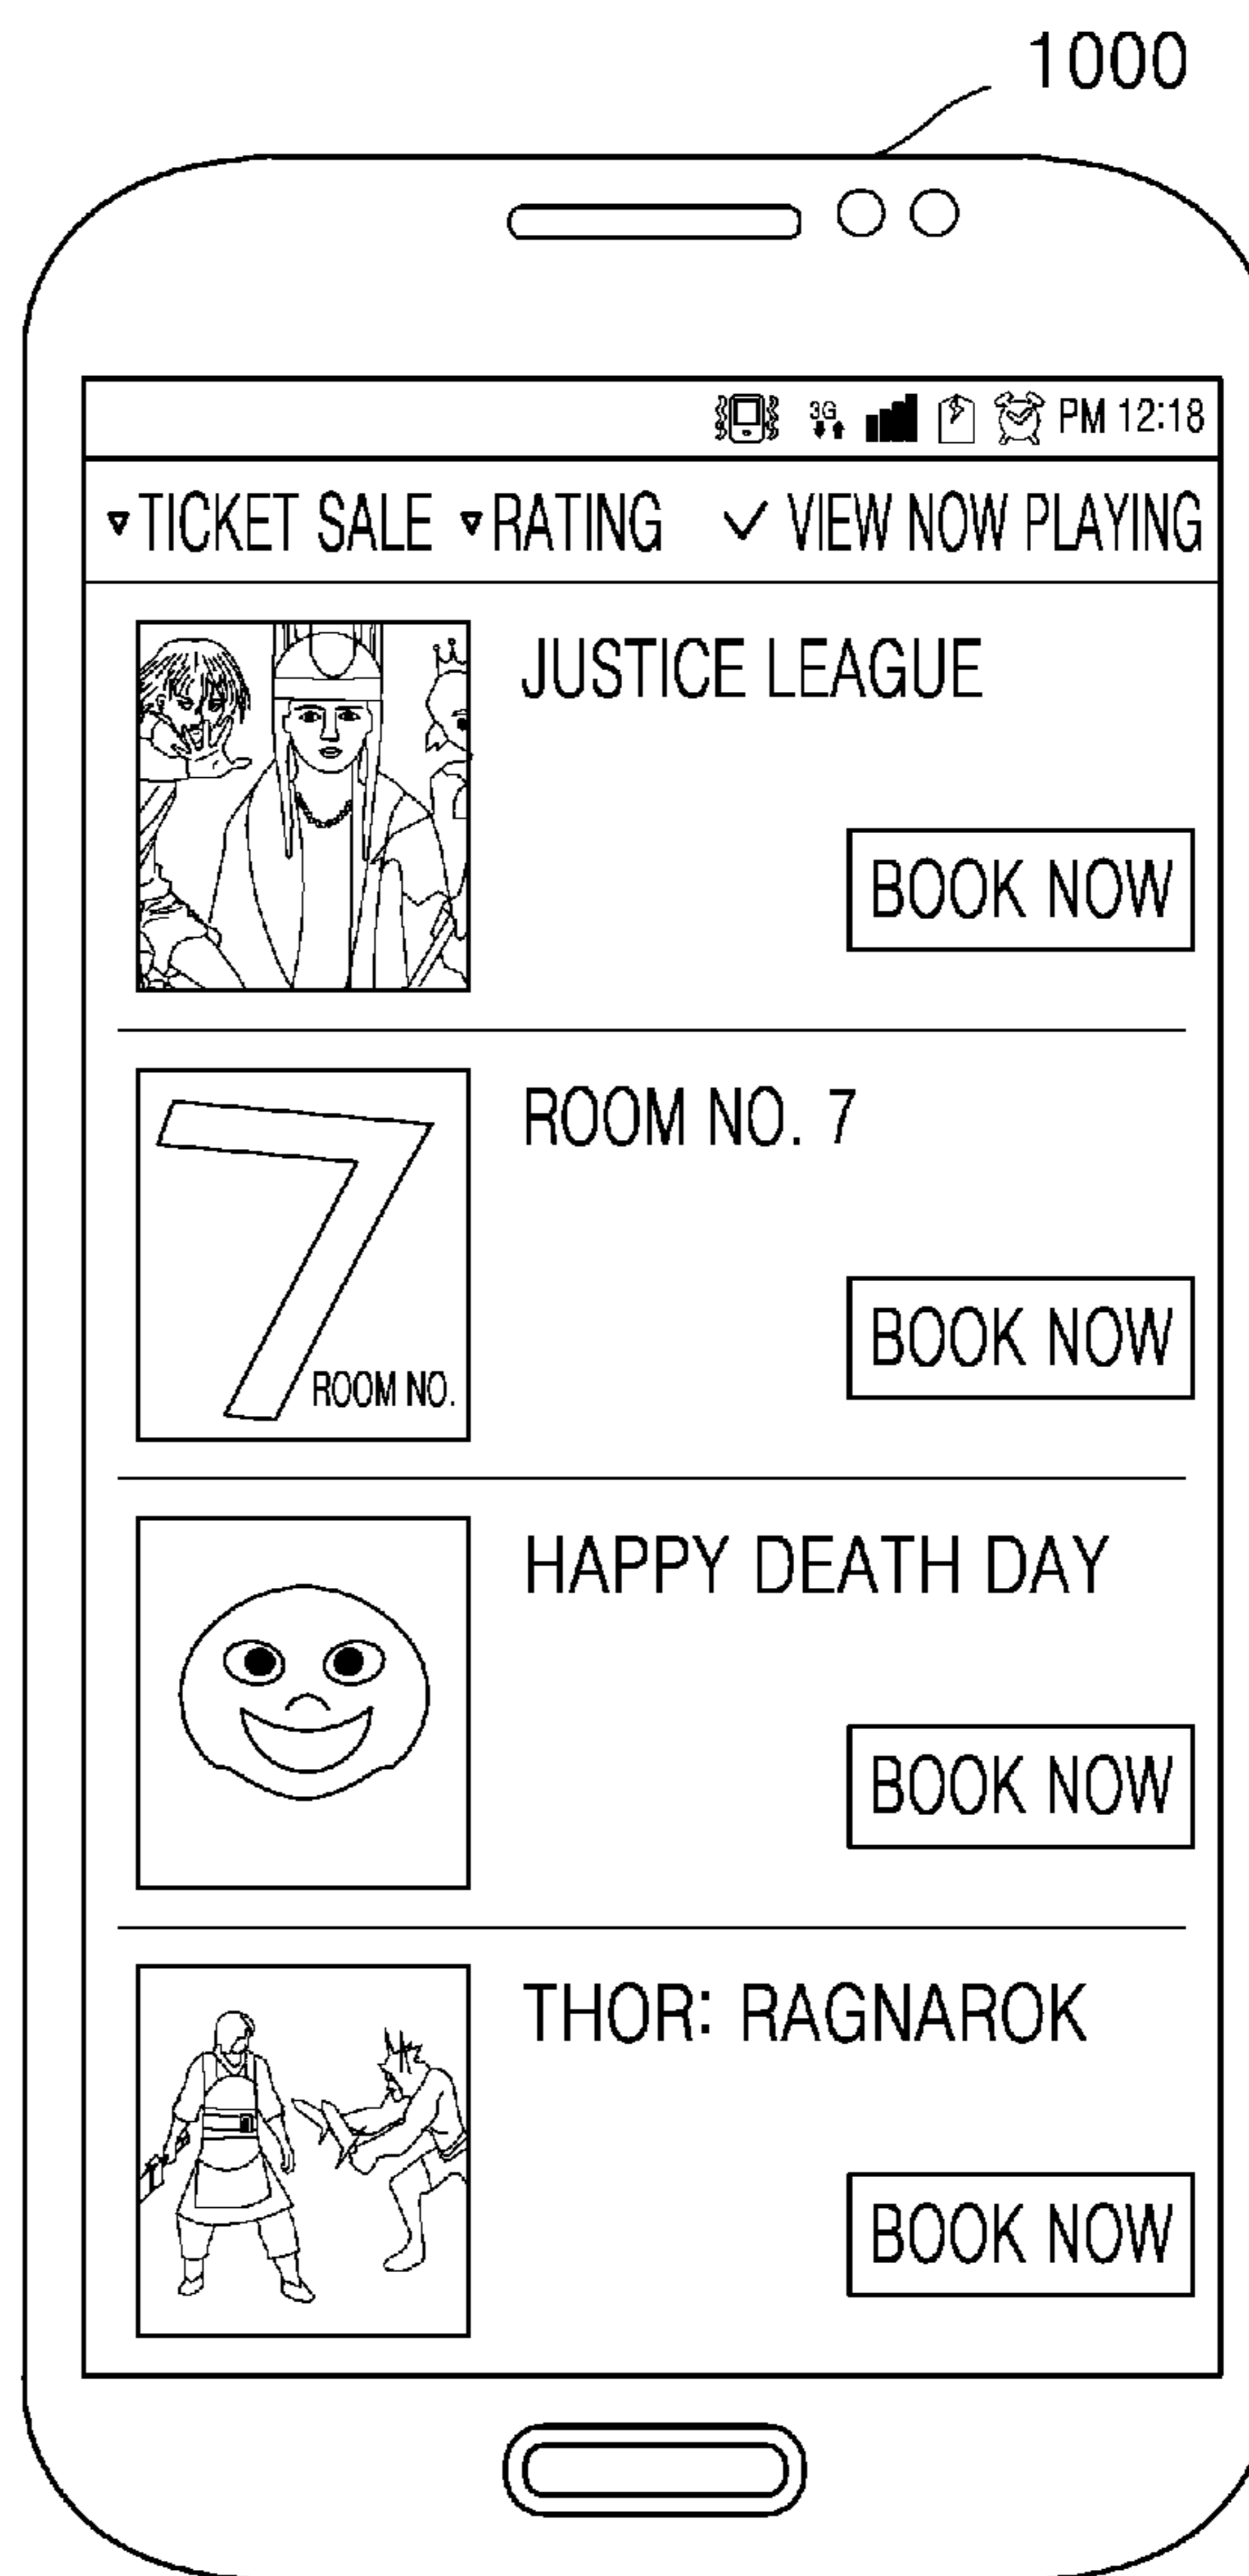 1000
3G PM 12:18
▿TICKET SALE ▿RATING ✓ VIEW NOW PLAYING
JUSTICE LEAGUE
BOOK NOW
ROOM NO. 7
7
ROOM NO.
BOOK NOW
HAPPY DEATH DAY
BOOK NOW
THOR: RAGNAROK
BOOK NOW